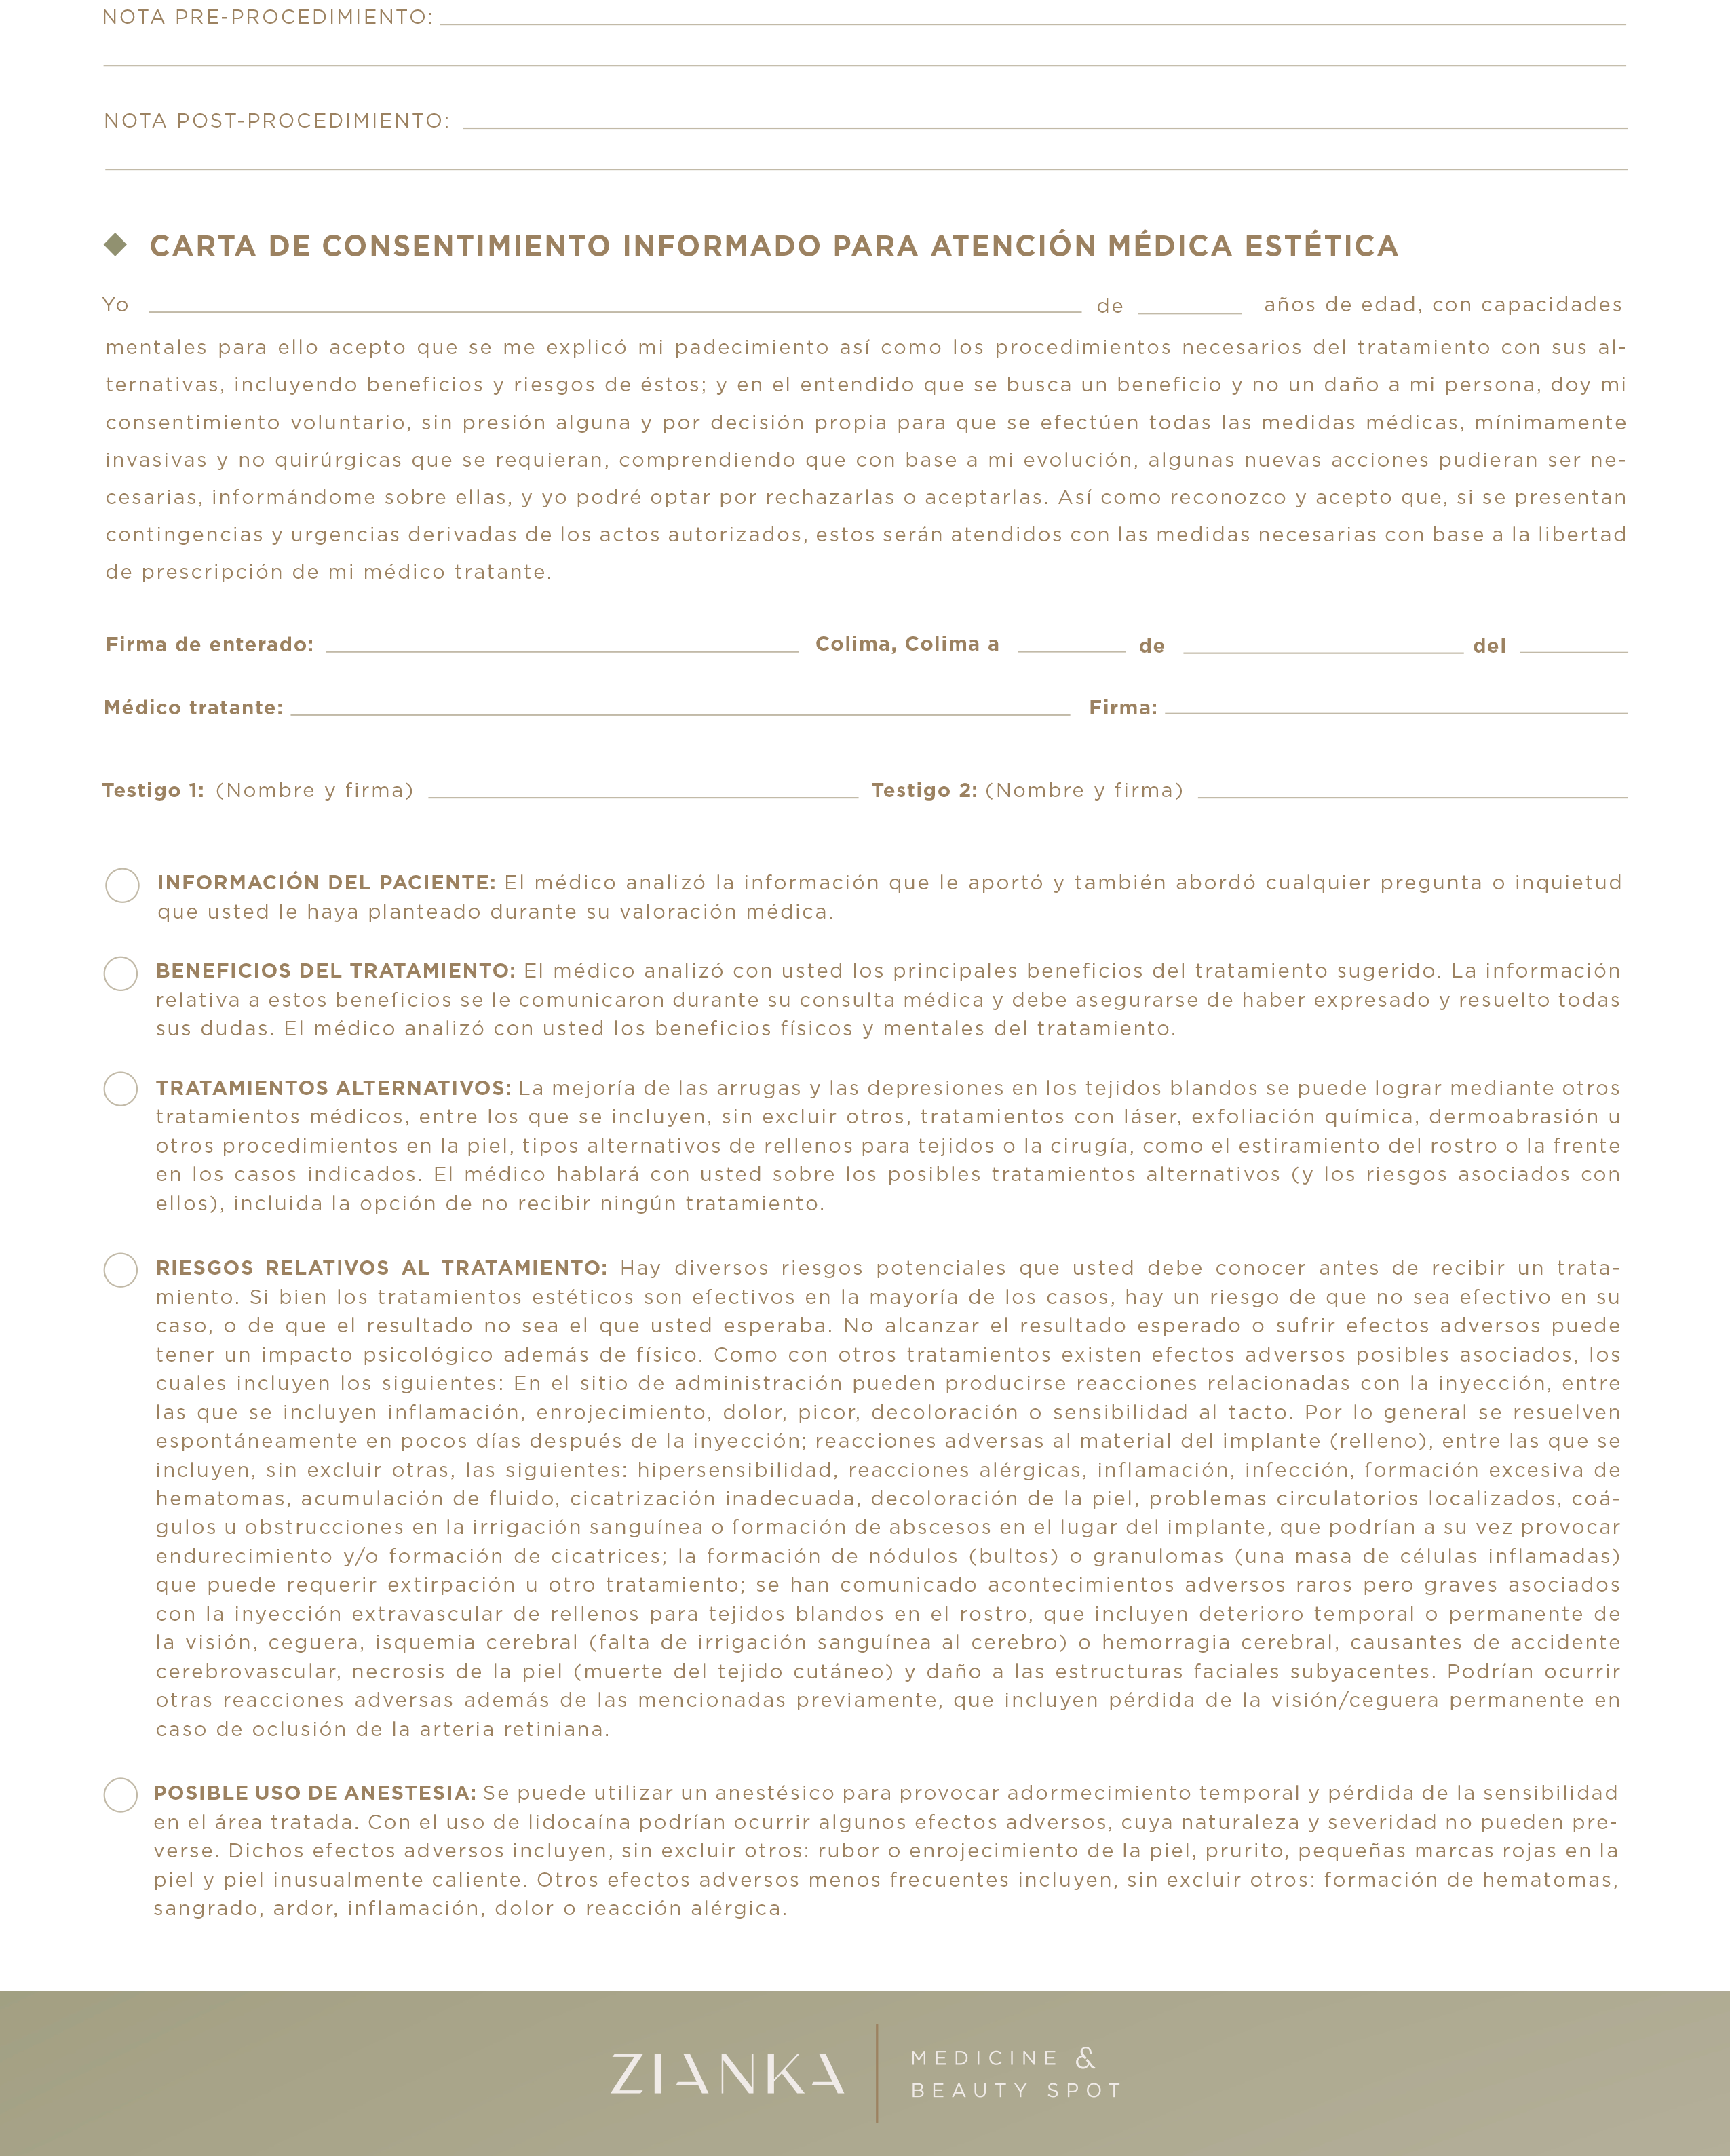 NOTA PRE-PROCEDIMIENTO:
NOTA POST-PROCEDIMIENTO:
CARTA DE CONSENTIMIENTO INFORMADO PARA ATENCIÓN MÉDICA ESTÉTICA
Yo de años de edad, con capacidades
mentales para ello acepto que se me explicó mi padecimiento así como los procedimientos necesarios del tratamiento con sus al-
ternativas, incluyendo beneficios y riesgos de éstos; y en el entendido que se busca un beneficio y no un daño a mi persona, doy mi
consentimiento voluntario, sin presión alguna y por decisión propia para que se efectúen todas las medidas médicas, mínimamente
invasivas y no quirúrgicas que se requieran, comprendiendo que con base a mi evolución, algunas nuevas acciones pudieran ser ne-
cesarias, informándome sobre ellas, y yo podré optar por rechazarlas o aceptarlas. Así como reconozco y acepto que, si se presentan
contingencias y urgencias derivadas de los actos autorizados, estos serán atendidos con las medidas necesarias con base a la libertad
de prescripción de mi médico tratante.
Firma de enterado: Colima, Colima a de del
Médico tratante: Firma:
Testigo 1: (Nombre y firma) Testigo 2: (Nombre y firma)
INFORMACIÓN DEL PACIENTE: El médico analizó la información que le aportó y también abordó cualquier pregunta o inquietud
que usted le haya planteado durante su valoración médica.
BENEFICIOS DEL TRATAMIENTO: El médico analizó con usted los principales beneficios del tratamiento sugerido. La información
relativa a estos beneficios se le comunicaron durante su consulta médica y debe asegurarse de haber expresado y resuelto todas
sus dudas. El médico analizó con usted los beneficios físicos y mentales del tratamiento.
TRATAMIENTOS ALTERNATIVOS: La mejoría de las arrugas y las depresiones en los tejidos blandos se puede lograr mediante otros
tratamientos médicos, entre los que se incluyen, sin excluir otros, tratamientos con láser, exfoliación química, dermoabrasión u
otros procedimientos en la piel, tipos alternativos de rellenos para tejidos o la cirugía, como el estiramiento del rostro o la frente
en los casos indicados. El médico hablará con usted sobre los posibles tratamientos alternativos (y los riesgos asociados con
ellos), incluida la opción de no recibir ningún tratamiento.
RIESGOS RELATIVOS AL TRATAMIENTO: Hay diversos riesgos potenciales que usted debe conocer antes de recibir un trata-
miento. Si bien los tratamientos estéticos son efectivos en la mayoría de los casos, hay un riesgo de que no sea efectivo en su
caso, o de que el resultado no sea el que usted esperaba. No alcanzar el resultado esperado o sufrir efectos adversos puede
tener un impacto psicológico además de físico. Como con otros tratamientos existen efectos adversos posibles asociados, los
cuales incluyen los siguientes: En el sitio de administración pueden producirse reacciones relacionadas con la inyección, entre
las que se incluyen inflamación, enrojecimiento, dolor, picor, decoloración o sensibilidad al tacto. Por lo general se resuelven
espontáneamente en pocos días después de la inyección; reacciones adversas al material del implante (relleno), entre las que se
incluyen, sin excluir otras, las siguientes: hipersensibilidad, reacciones alérgicas, inflamación, infección, formación excesiva de
hematomas, acumulación de fluido, cicatrización inadecuada, decoloración de la piel, problemas circulatorios localizados, coá-
gulos u obstrucciones en la irrigación sanguínea o formación de abscesos en el lugar del implante, que podrían a su vez provocar
endurecimiento y/o formación de cicatrices; la formación de nódulos (bultos) o granulomas (una masa de células inflamadas)
que puede requerir extirpación u otro tratamiento; se han comunicado acontecimientos adversos raros pero graves asociados
con la inyección extravascular de rellenos para tejidos blandos en el rostro, que incluyen deterioro temporal o permanente de
la visión, ceguera, isquemia cerebral (falta de irrigación sanguínea al cerebro) o hemorragia cerebral, causantes de accidente
cerebrovascular, necrosis de la piel (muerte del tejido cutáneo) y daño a las estructuras faciales subyacentes. Podrían ocurrir
otras reacciones adversas además de las mencionadas previamente, que incluyen pérdida de la visión/ceguera permanente en
caso de oclusión de la arteria retiniana.
POSIBLE USO DE ANESTESIA: Se puede utilizar un anestésico para provocar adormecimiento temporal y pérdida de la sensibilidad
en el área tratada. Con el uso de lidocaína podrían ocurrir algunos efectos adversos, cuya naturaleza y severidad no pueden pre-
verse. Dichos efectos adversos incluyen, sin excluir otros: rubor o enrojecimiento de la piel, prurito, pequeñas marcas rojas en la
piel y piel inusualmente caliente. Otros efectos adversos menos frecuentes incluyen, sin excluir otros: formación de hematomas,
sangrado, ardor, inflamación, dolor o reacción alérgica.
ZIANKA
MEDICINE &
BEAUTY SPOT